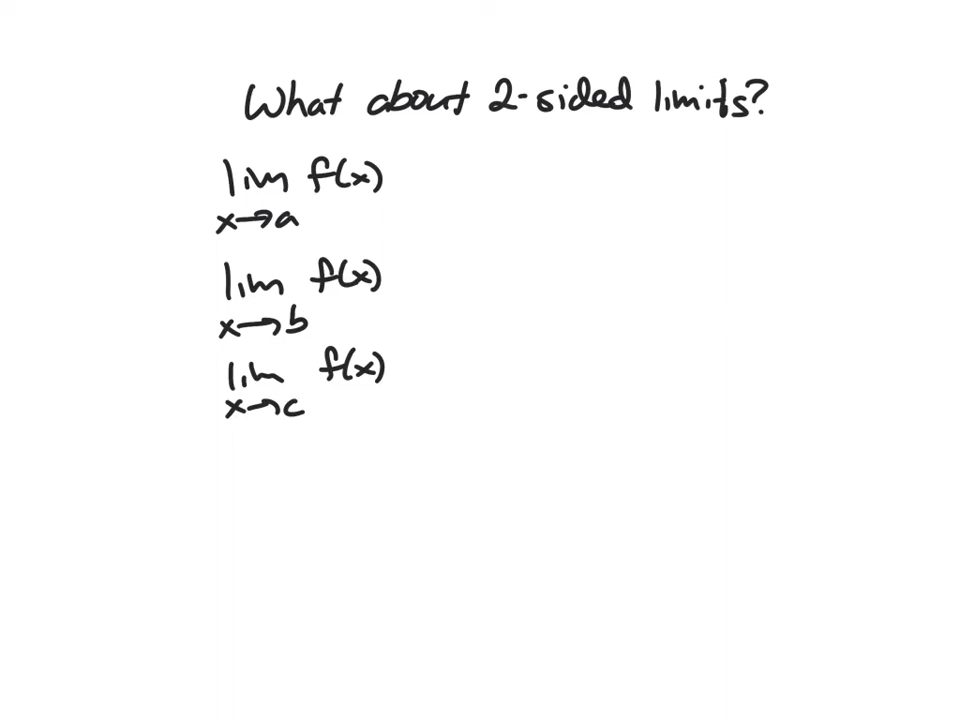 What about 2-sided limits?
lim f(x)
x→a
lim f(x)
x→b
lim f(x)
x→c